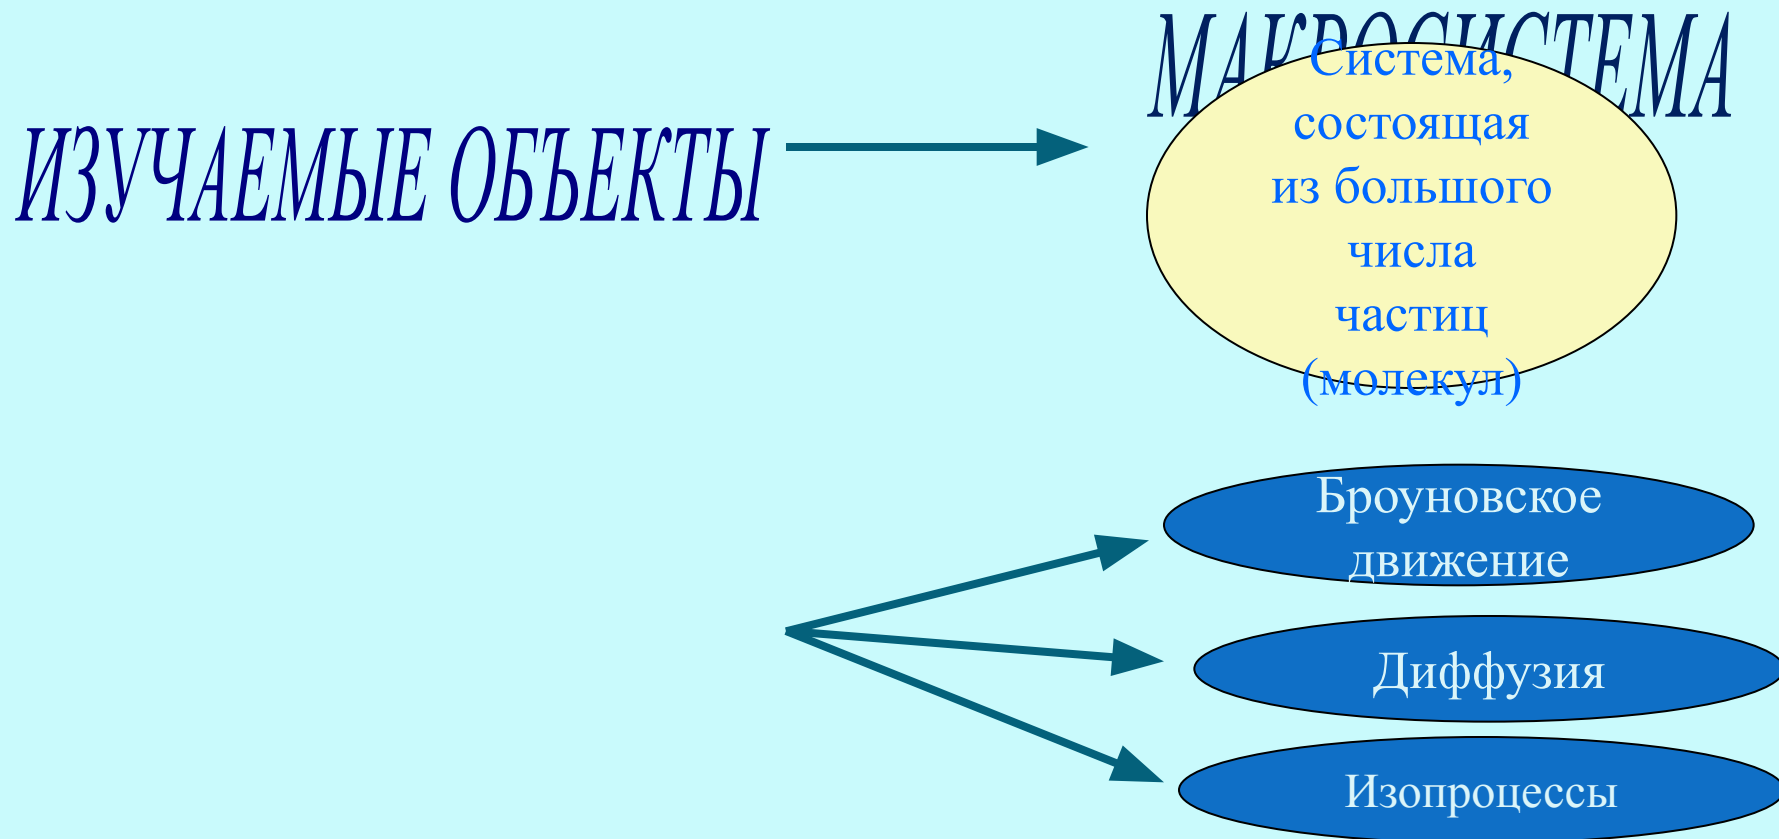 МАКРОСИСТЕМА
ИЗУЧАЕМЫЕ ОБЪЕКТЫ
Система,
состоящая
из большого
числа
частиц
(молекул)
Броуновское
движение
Диффузия
Изопроцессы